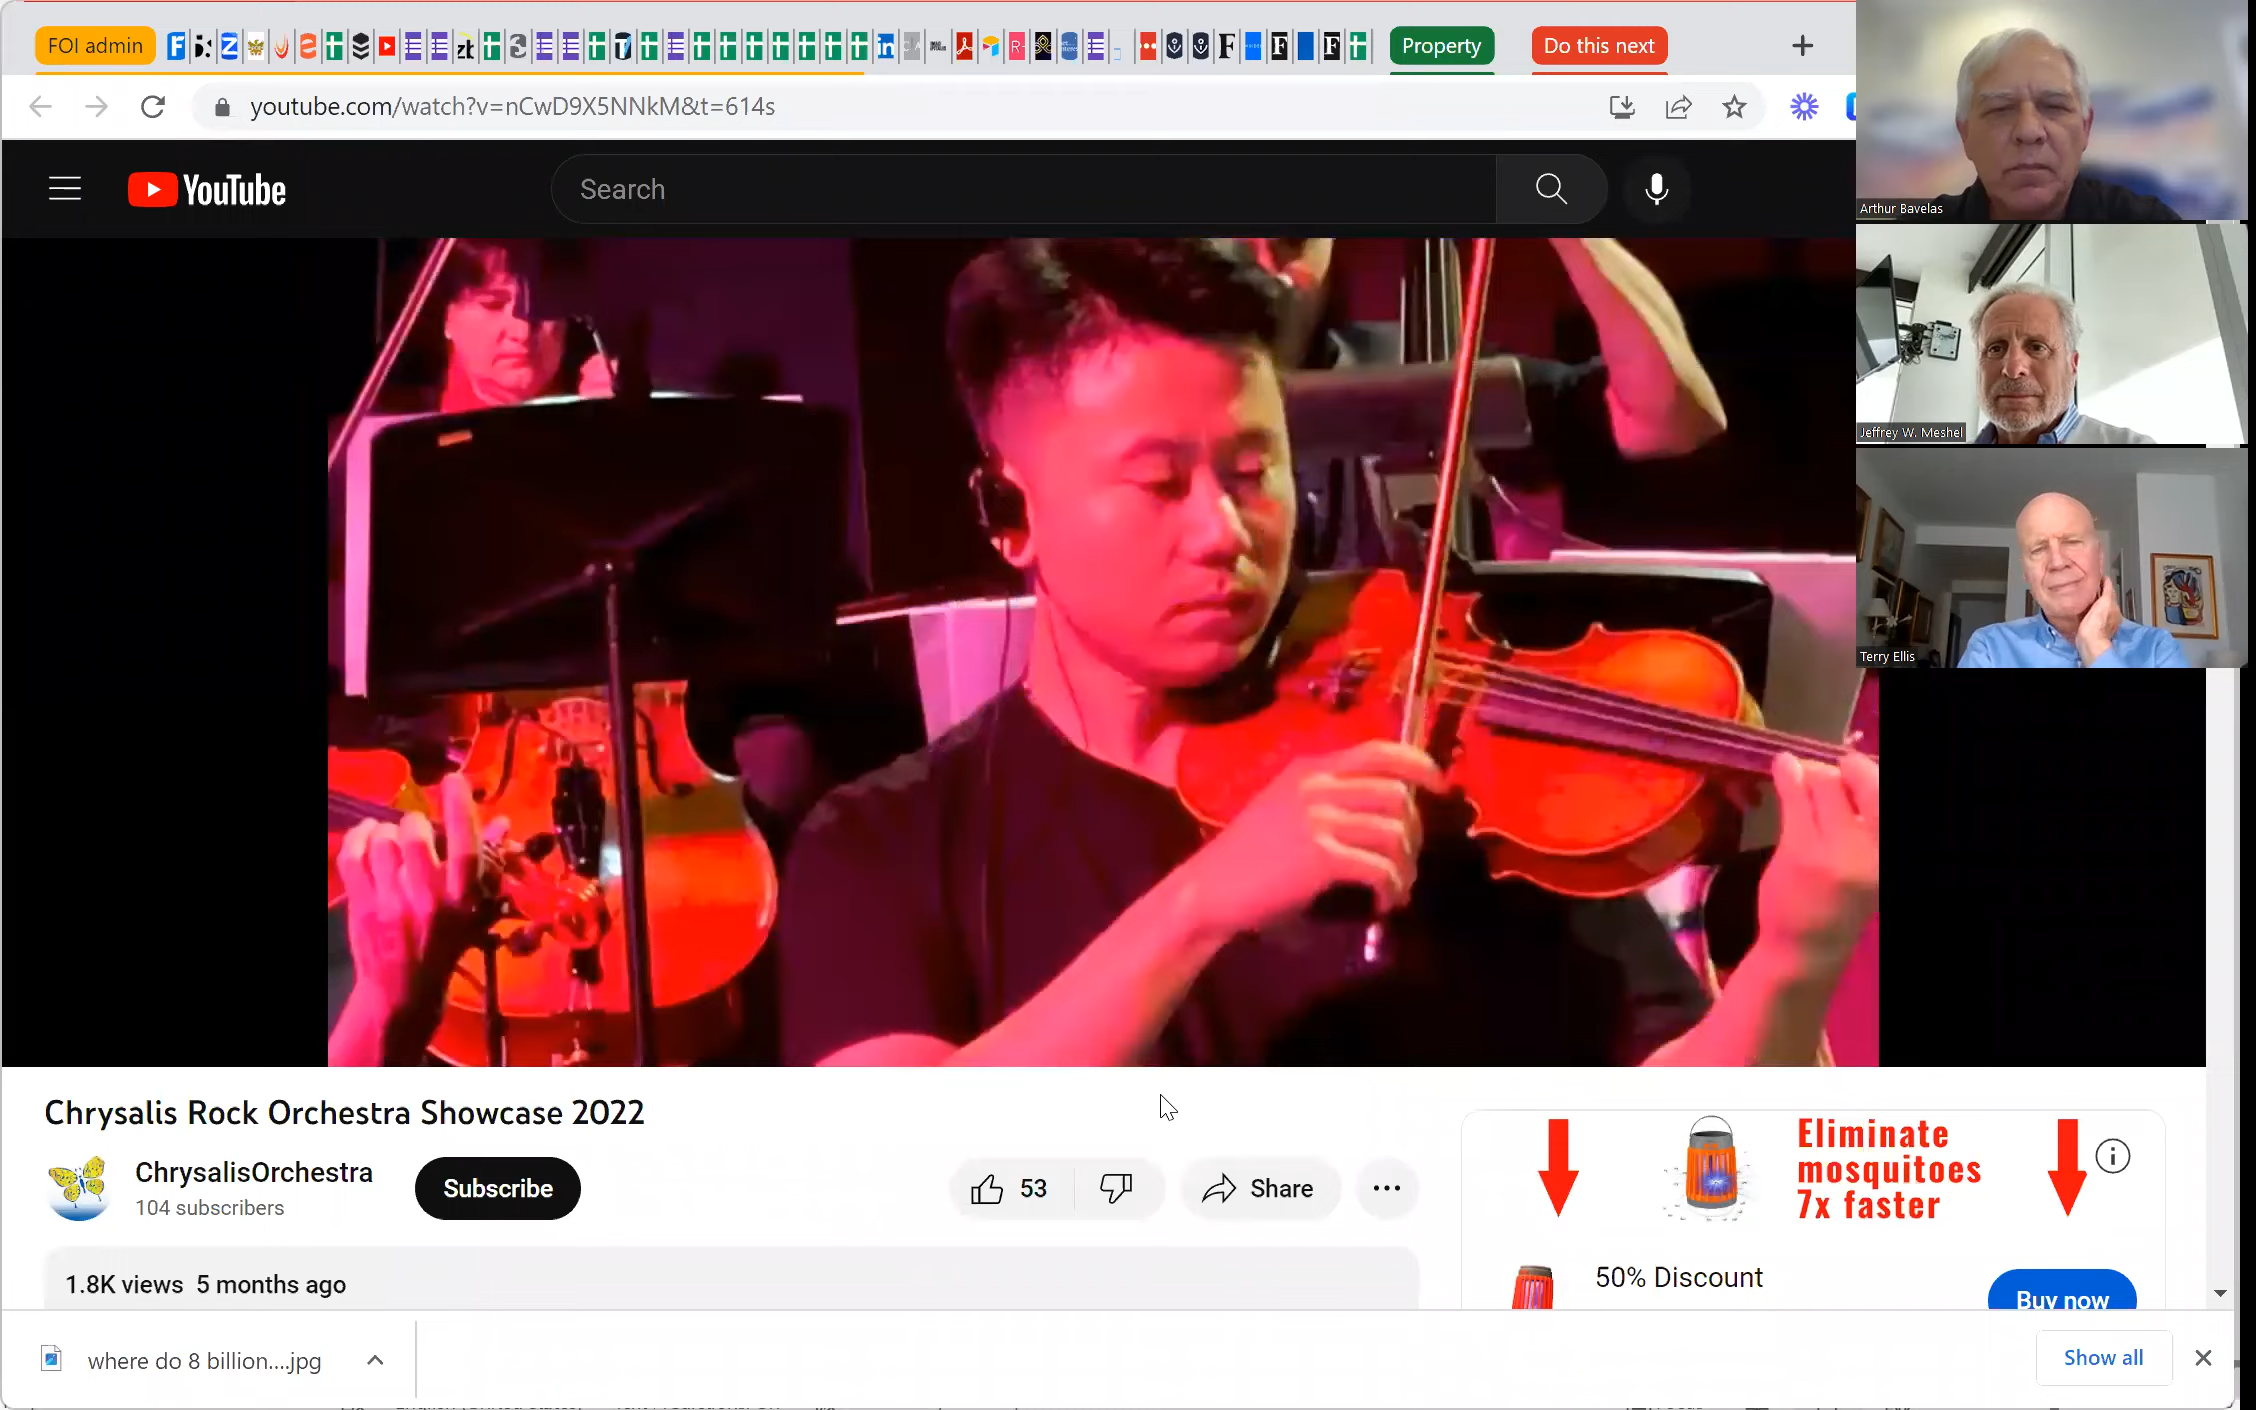 FOI admin
Property
Do this next
youtube.com/watch?v=nCwD9X5NNkM&t=614s
YouTube
Search
Arthur Bavelas
Jeffrey W. Meshel
Terry Ellis
Chrysalis Rock Orchestra Showcase 2022
ChrysalisOrchestra
104 subscribers
Subscribe
53
Share
1.8K views 5 months ago
Eliminate
mosquitoes
7x faster
50% Discount
Buy now
where do 8 billion....jpg
Show all